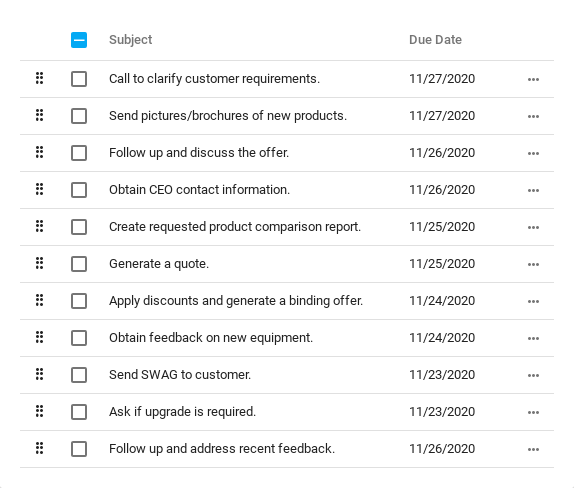 Subject Due Date
Call to clarify customer requirements. 11/27/2020
Send pictures/brochures of new products. 11/27/2020
Follow up and discuss the offer. 11/26/2020
Obtain CEO contact information. 11/26/2020
Create requested product comparison report. 11/25/2020
Generate a quote. 11/25/2020
Apply discounts and generate a binding offer. 11/24/2020
Obtain feedback on new equipment. 11/24/2020
Send SWAG to customer. 11/23/2020
Ask if upgrade is required. 11/23/2020
Follow up and address recent feedback. 11/26/2020